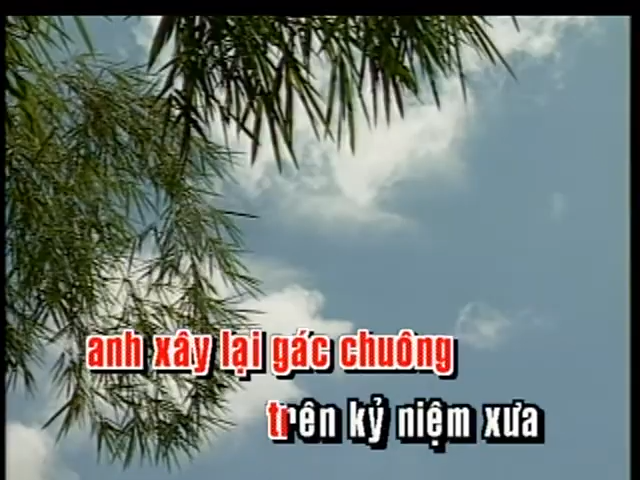 anh xây lại gác chuông
trên kỷ niệm xưa